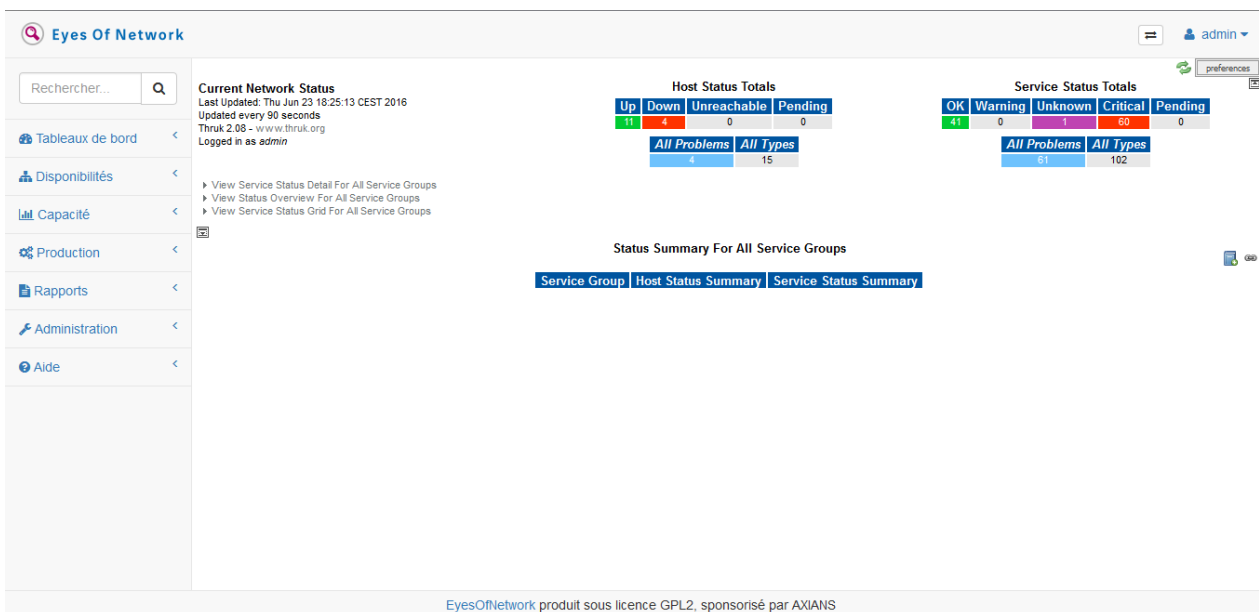 Eyes Of Network
admin
Rechercher...
Tableaux de bord
Disponibilités
Capacité
Production
Rapports
Administration
Aide
preferences
Current Network Status
Last Updated: Thu Jun 23 18:25:13 CEST 2016
Updated every 90 seconds
Thruk 2.08 - www.thruk.org
Logged in as admin
View Service Status Detail For All Service Groups
View Status Overview For All Service Groups
View Service Status Grid For All Service Groups
Host Status Totals
Up Down Unreachable Pending
11 4 0 0
All Problems All Types
4 15
Service Status Totals
OK Warning Unknown Critical Pending
41 0 1 60 0
All Problems All Types
61 102
Status Summary For All Service Groups
Service Group Host Status Summary Service Status Summary
EyesOfNetwork produit sous licence GPL2, sponsorisé par AXIANS